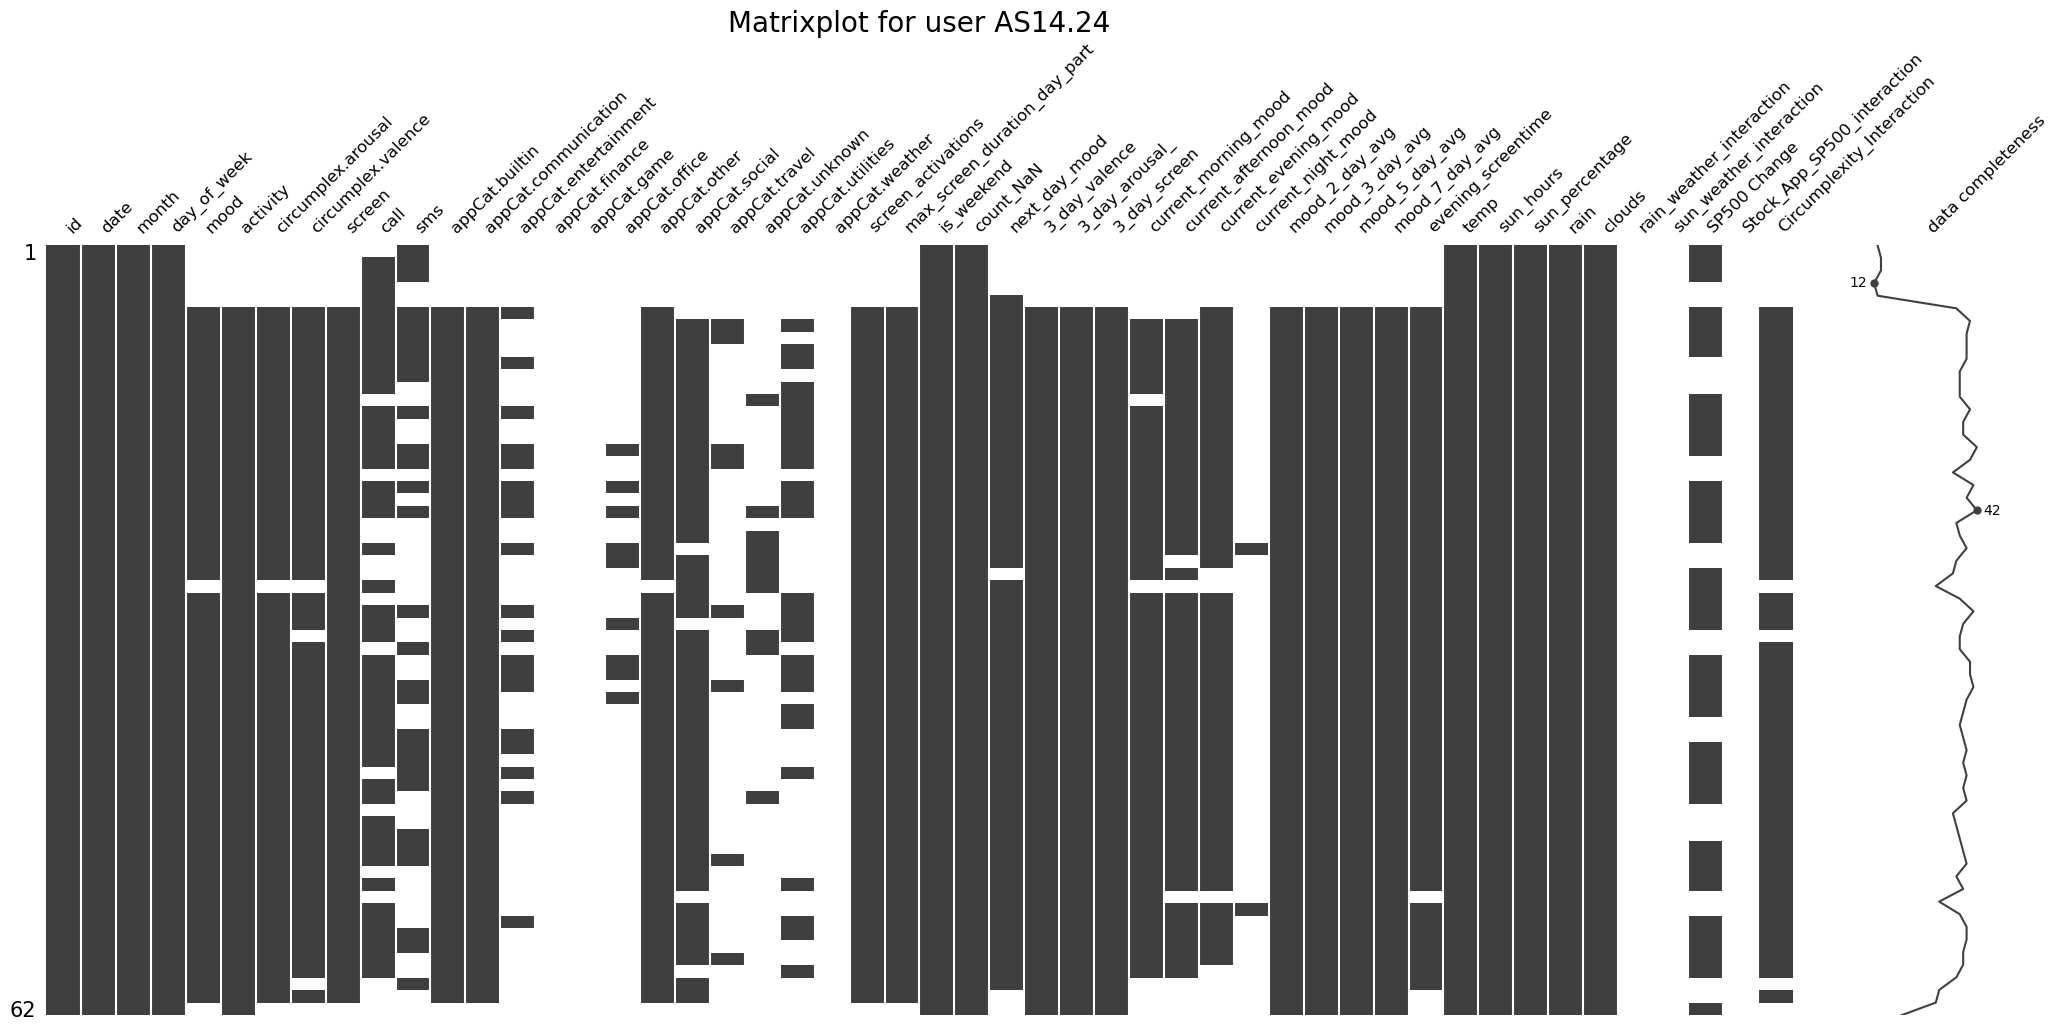 Matrixplot for user AS14.24
id
date
month
day_of_week
mood
activity
circumplex.arousal
circumplex.valence
screen
call
sms
appCat.builtin
appCat.communication
appCat.entertainment
appCat.finance
appCat.game
appCat.office
appCat.other
appCat.social
appCat.travel
appCat.unknown
appCat.utilities
appCat.weather
screen_activations
max_screen_duration_day_part
is_weekend
count_NaN
next_day_mood
3_day_valence
3_day_arousal_
3_day_screen
current_morning_mood
current_afternoon_mood
current_evening_mood
current_night_mood
mood_2_day_avg
mood_3_day_avg
mood_5_day_avg
mood_7_day_avg
evening_screentime
temp
sun_hours
sun_percentage
rain
clouds
rain_weather_interaction
sun_weather_interaction
SP500 Change
Stock_App_SP500_interaction
Circumplexity_Interaction
data completeness
1
12
42
62